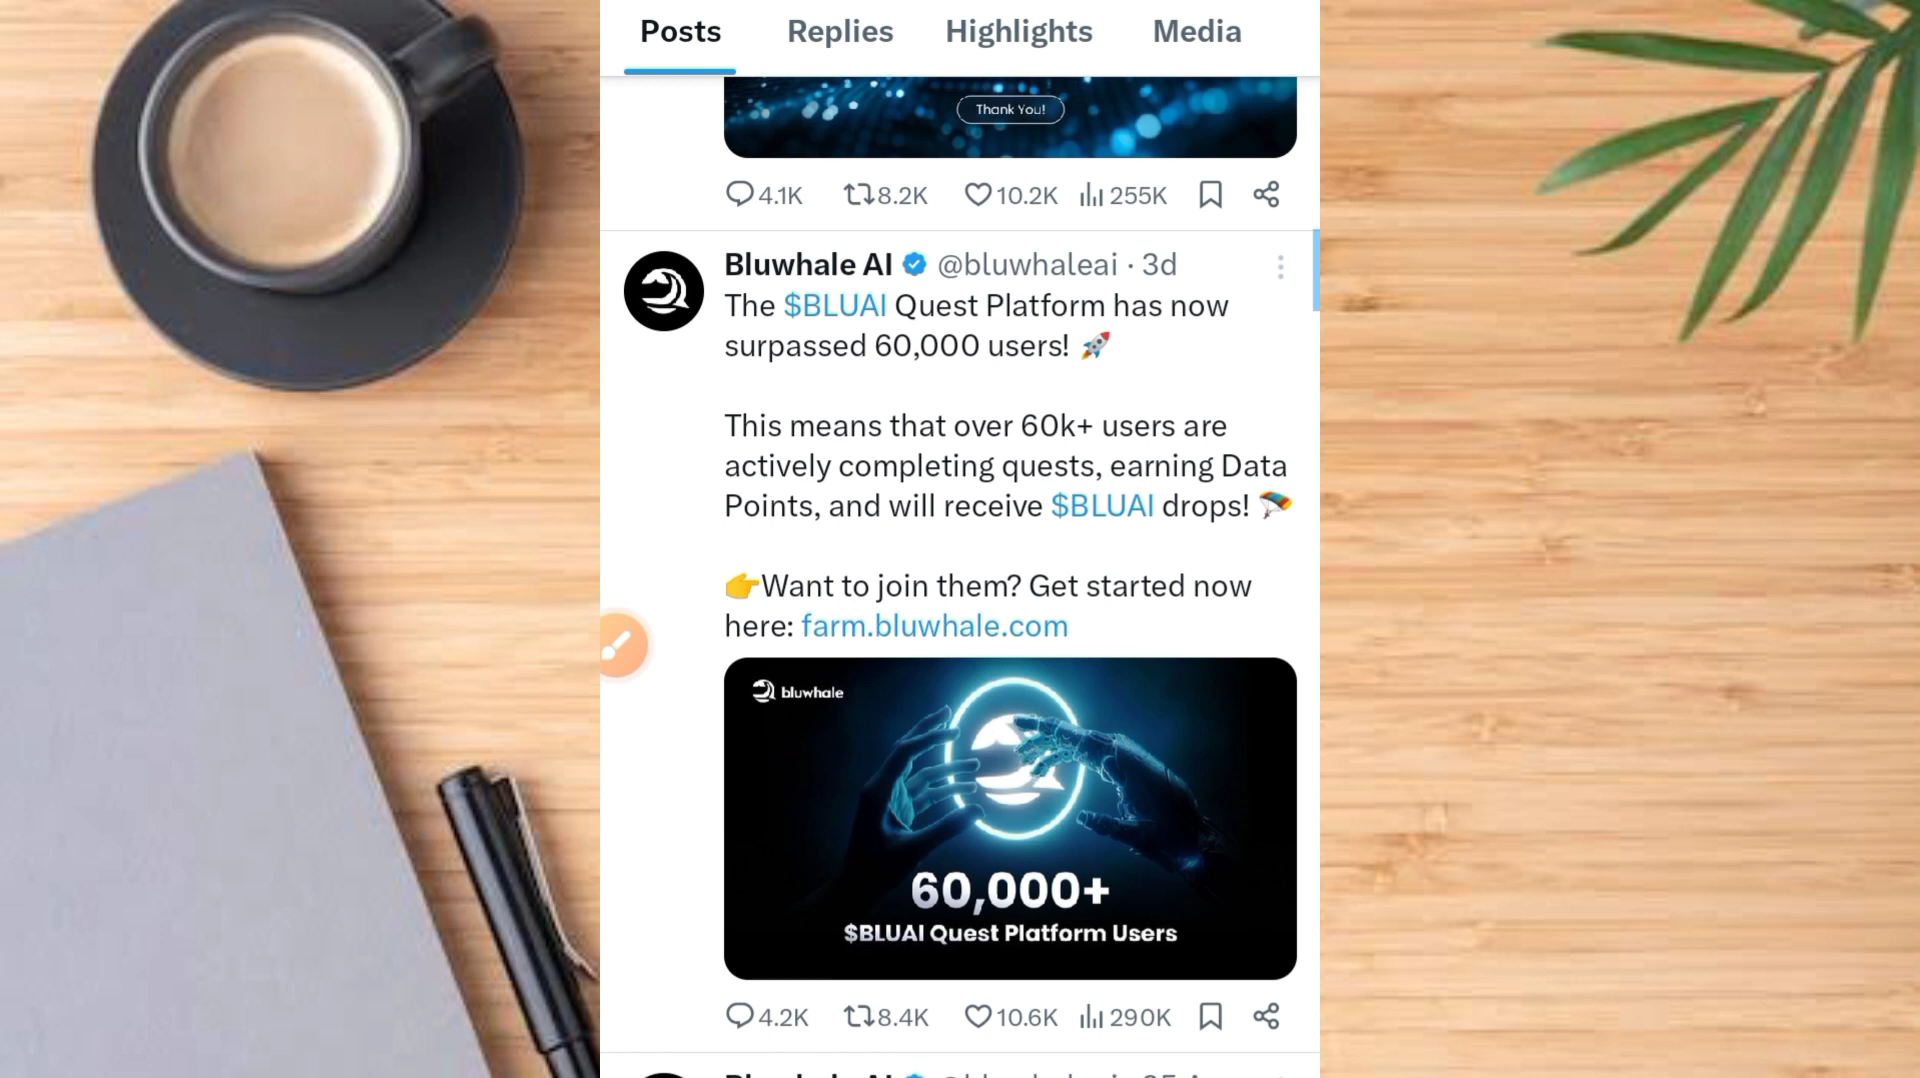 Posts Replies Highlights Media
Thank You!
4.1K 8.2K 10.2K 255K
Bluwhale AI @bluwhaleai · 3d
The $BLUAI Quest Platform has now
surpassed 60,000 users! 🚀
This means that over 60k+ users are
actively completing quests, earning Data
Points, and will receive $BLUAI drops! 🪂
👉Want to join them? Get started now
here: farm.bluwhale.com
bluwhale
60,000+
$BLUAI Quest Platform Users
4.2K 8.4K 10.6K 290K